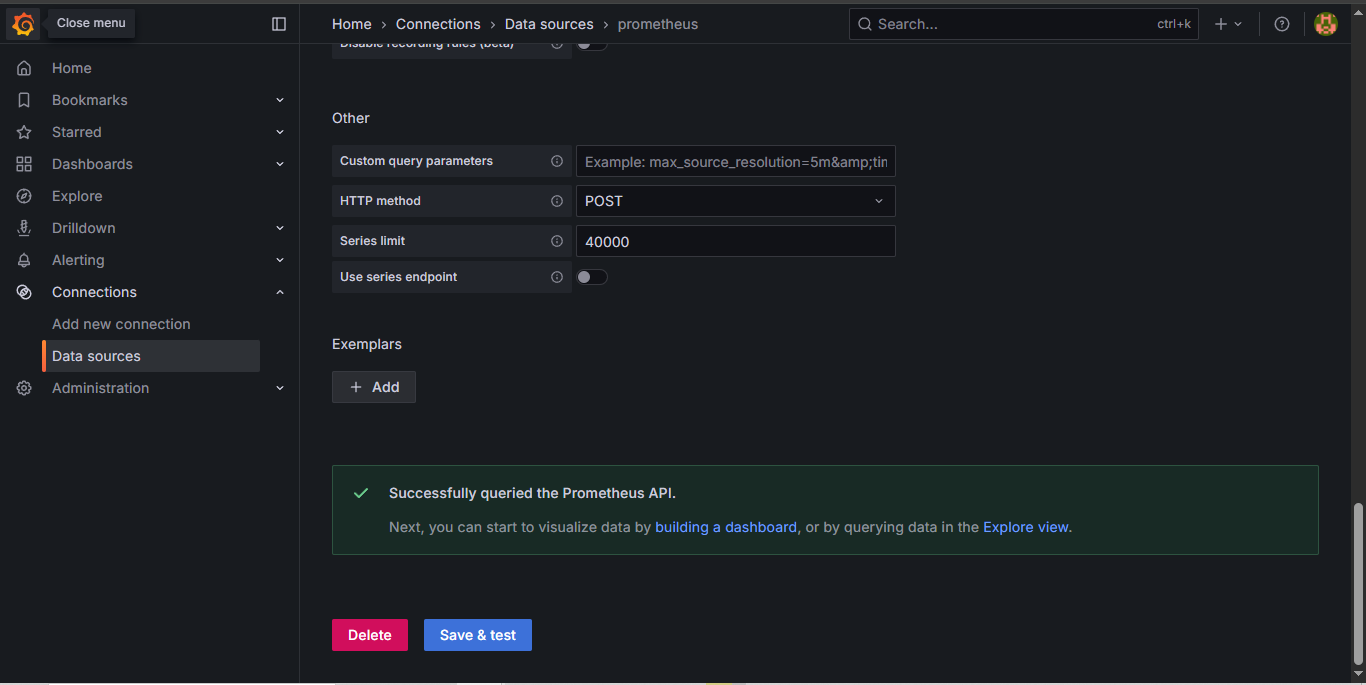 Close menu
Home › Connections › Data sources › prometheus
Search...
ctrl+k
Home
Bookmarks
Starred
Dashboards
Explore
Drilldown
Alerting
Connections
Add new connection
Data sources
Administration
Disable recording rules (beta)
Other
Custom query parameters
Example: max_source_resolution=5m&amp;tin
HTTP method
POST
Series limit
40000
Use series endpoint
Exemplars
+ Add
Successfully queried the Prometheus API.
Next, you can start to visualize data by building a dashboard, or by querying data in the Explore view.
Delete
Save & test